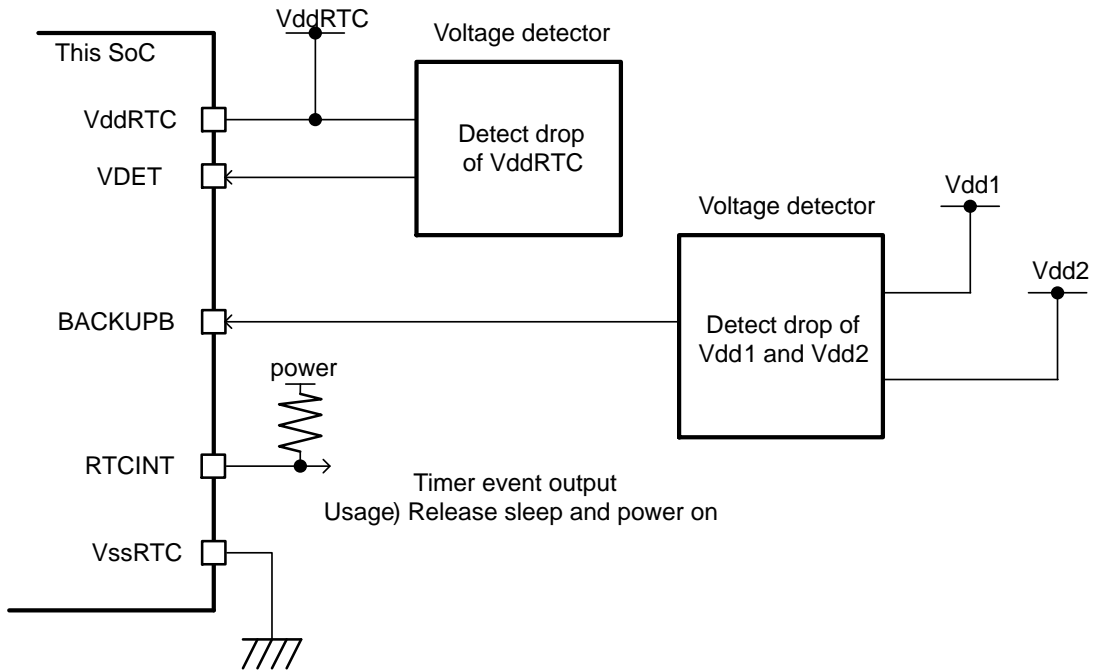 VddRTC
Voltage detector
This SoC
VddRTC
Detect drop
of VddRTC
VDET
Vdd1
Voltage detector
Vdd2
BACKUPB
Detect drop of
Vdd1 and Vdd2
power
RTCINT
Timer event output
Usage) Release sleep and power on
VssRTC